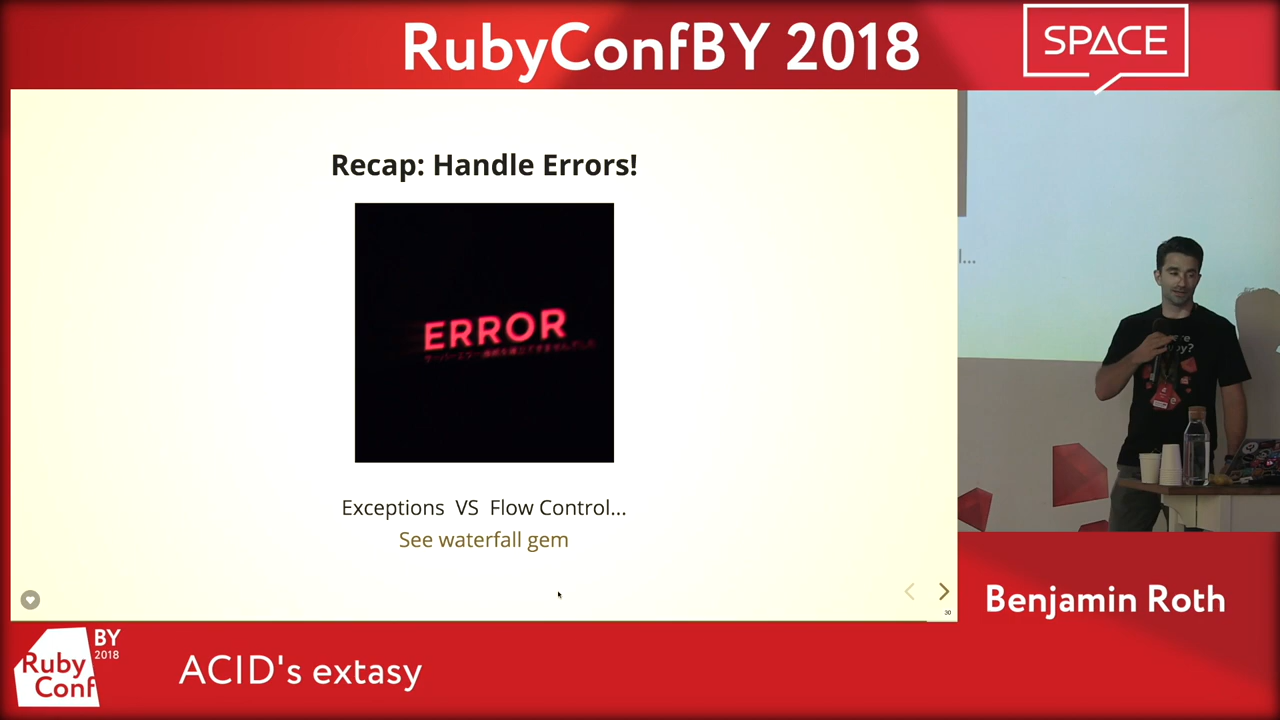 RubyConfBY 2018
SPACE
Recap: Handle Errors!
ERROR
Exceptions VS Flow Control...
See waterfall gem
30
Benjamin Roth
Ruby
Conf
BY
2018
ACID's extasy